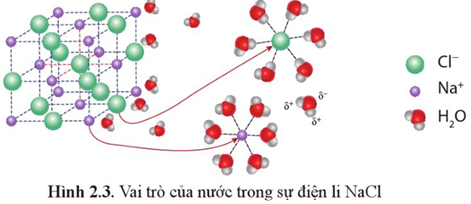 Cl⁻
Na⁺
H₂O
δ⁺ δ⁻
δ⁺
Hình 2.3. Vai trò của nước trong sự điện li NaCl